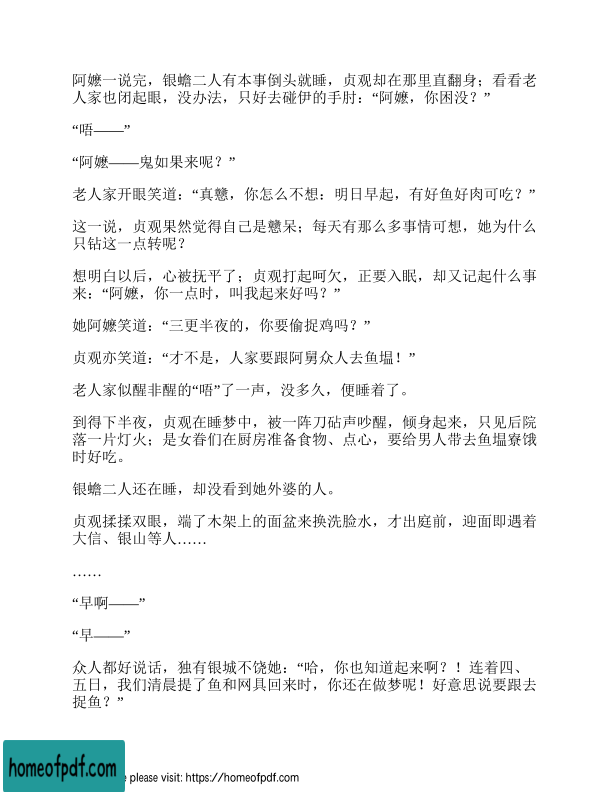 阿嬷一说完，银蟾二人有本事倒头就睡，贞观却在那里直翻身；看看老
人家也闭起眼，没办法，只好去碰伊的手肘：“阿嬷，你困没？”
“唔——”
“阿嬷——鬼如果来呢？”
老人家开眼笑道：“真戆，你怎么不想：明日早起，有好鱼好肉可吃？”
这一说，贞观果然觉得自己是戆呆；每天有那么多事情可想，她为什么
只钻这一点转呢？
想明白以后，心被抚平了；贞观打起呵欠，正要入眠，却又记起什么事
来：“阿嬷，你一点时，叫我起来好吗？”
她阿嬷笑道：“三更半夜的，你要偷捉鸡吗？”
贞观亦笑道：“才不是，人家要跟阿舅众人去鱼塭！”
老人家似醒非醒的“唔”了一声，没多久，便睡着了。
到得下半夜，贞观在睡梦中，被一阵刀砧声吵醒，倾身起来，只见后院
落一片灯火；是女眷们在厨房准备食物、点心，要给男人带去鱼塭寮饿
时好吃。
银蟾二人还在睡，却没看到她外婆的人。
贞观揉揉双眼，端了木架上的面盆来换洗脸水，才出庭前，迎面即遇着
大信、银山等人……
……
“早啊——”
“早——”
众人都好说话，独有银城不饶她：“哈，你也知道起来啊？！连着四、
五日，我们清晨提了鱼和网具回来时，你还在做梦呢！好意思说要跟去
捉鱼？”
homeofpdf.com
e please visit: https://homeofpdf.com